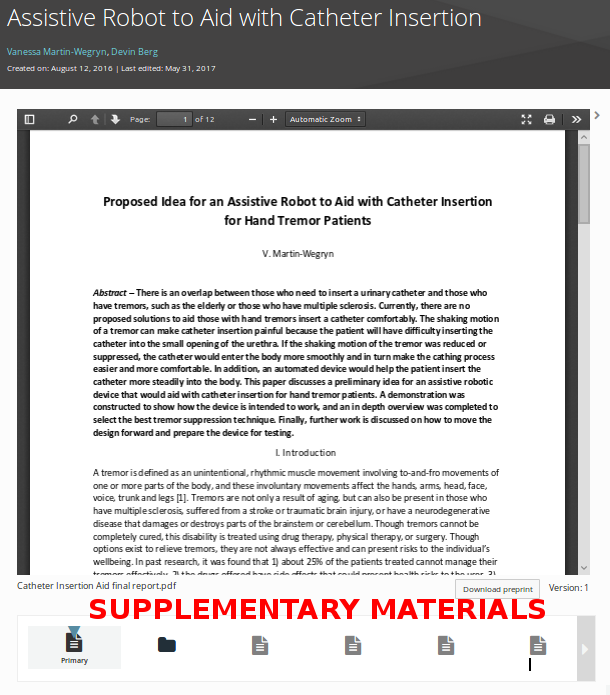 Assistive Robot to Aid with Catheter Insertion
Vanessa Martin-Wegryn, Devin Berg
Created on: August 12, 2016 | Last edited: May 31, 2017
Page: 1 of 12 Automatic Zoom
Proposed Idea for an Assistive Robot to Aid with Catheter Insertion
for Hand Tremor Patients
V. Martin-Wegryn
Abstract – There is an overlap between those who need to insert a urinary catheter and those who
have tremors, such as the elderly or those who have multiple sclerosis. Currently, there are no
proposed solutions to aid those with hand tremors insert a catheter comfortably. The shaking motion
of a tremor can make catheter insertion painful because the patient will have difficulty inserting the
catheter into the small opening of the urethra. If the shaking motion of the tremor was reduced or
suppressed, the catheter would enter the body more smoothly and in turn make the cathing process
easier and more comfortable. In addition, an automated device would help the patient insert the
catheter more steadily into the body. This paper discusses a preliminary idea for an assistive robotic
device that would aid with catheter insertion for hand tremor patients. A demonstration was
constructed to show how the device is intended to work, and an in depth overview was completed to
select the best tremor suppression technique. Finally, further work is discussed on how to move the
design forward and prepare the device for testing.
I. Introduction
A tremor is defined as an unintentional, rhythmic muscle movement involving to-and-fro movements of
one or more parts of the body, and these involuntary movements affect the hands, arms, head, face,
voice, trunk and legs [1]. Tremors are not only a result of aging, but can also be present in those who
have multiple sclerosis, suffered from a stroke or traumatic brain injury, or have a neurodegenerative
disease that damages or destroys parts of the brainstem or cerebellum. Though tremors cannot be
completely cured, this disability is treated using drug therapy, physical therapy, or surgery. Though
options exist to relieve tremors, they are not always effective and can present risks to the individual's
wellbeing. In past research, it was found that 1) about 25% of the patients treated cannot manage their
tremors effectively, 2) the drugs offered have side effects that could present health risks to the user, 3)
Catheter Insertion Aid final report.pdf
Download preprint
Version: 1
SUPPLEMENTARY MATERIALS
Primary